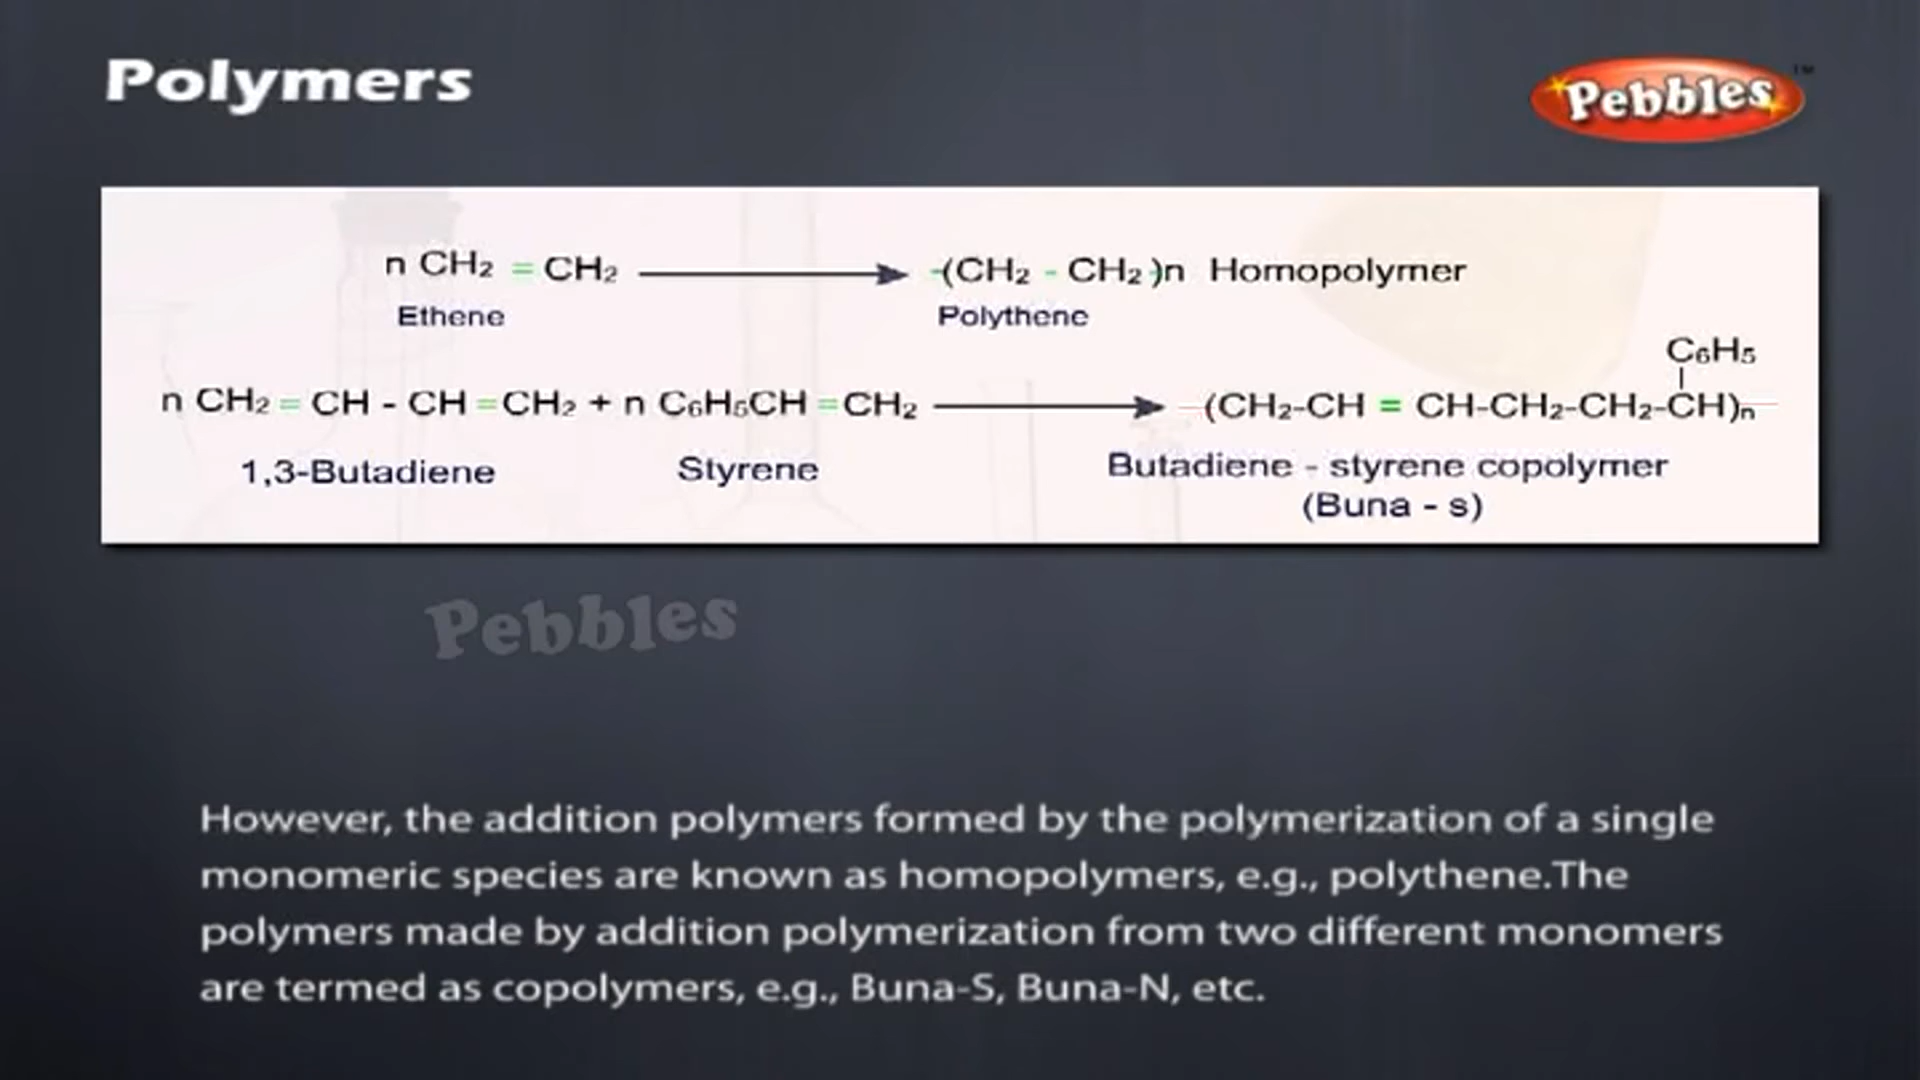 Polymers
Pebbles™
n CH₂ = CH₂ -(CH₂ - CH₂)n Homopolymer
Ethene Polythene
C₆H₅
n CH₂ = CH - CH = CH₂ + n C₆H₅CH = CH₂ (CH₂-CH = CH-CH₂-CH₂-CH)n
1,3-Butadiene Styrene Butadiene - styrene copolymer
(Buna - s)
Pebbles
However, the addition polymers formed by the polymerization of a single
monomeric species are known as homopolymers, e.g., polythene.The
polymers made by addition polymerization from two different monomers
are termed as copolymers, e.g., Buna-S, Buna-N, etc.